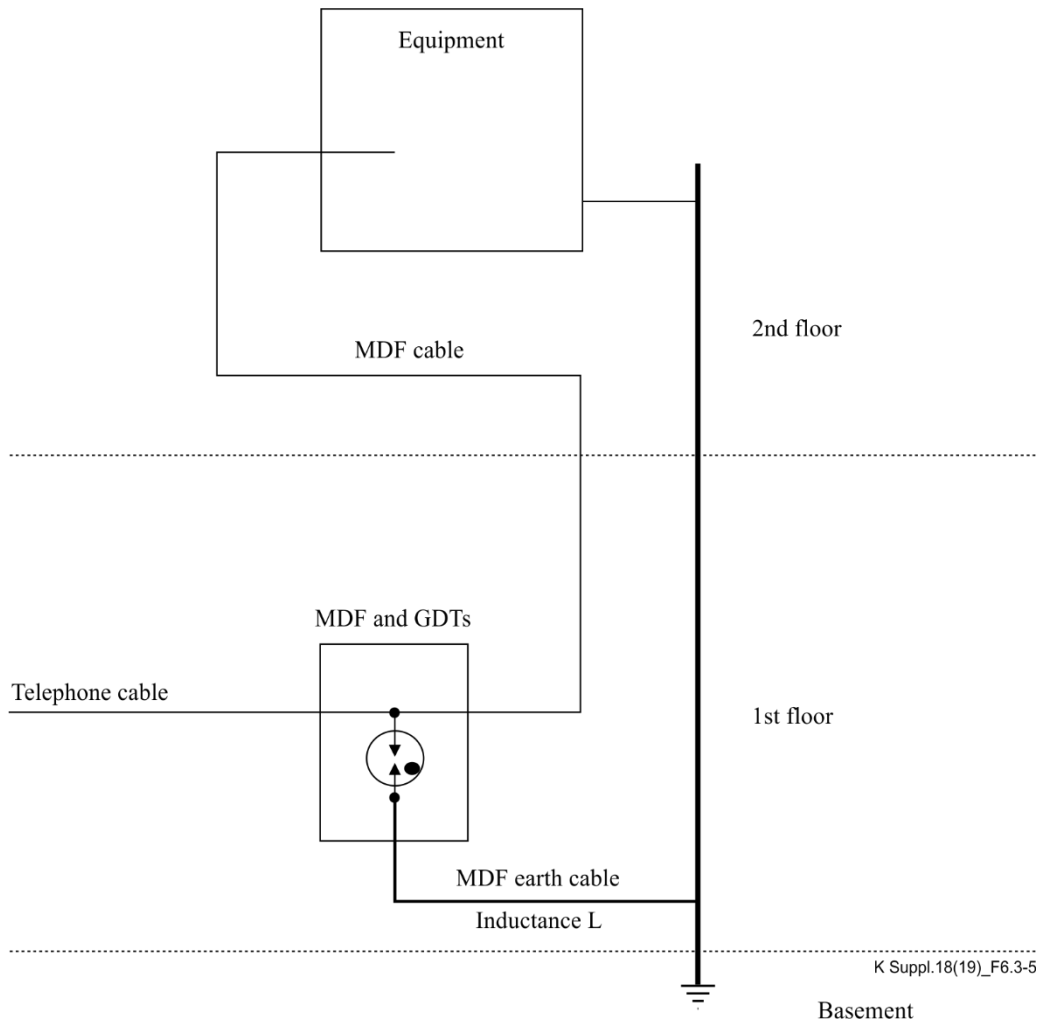 Equipment
2nd floor
MDF cable
MDF and GDTs
Telephone cable
1st floor
MDF earth cable
Inductance L
K Suppl.18(19)_F6.3-5
Basement